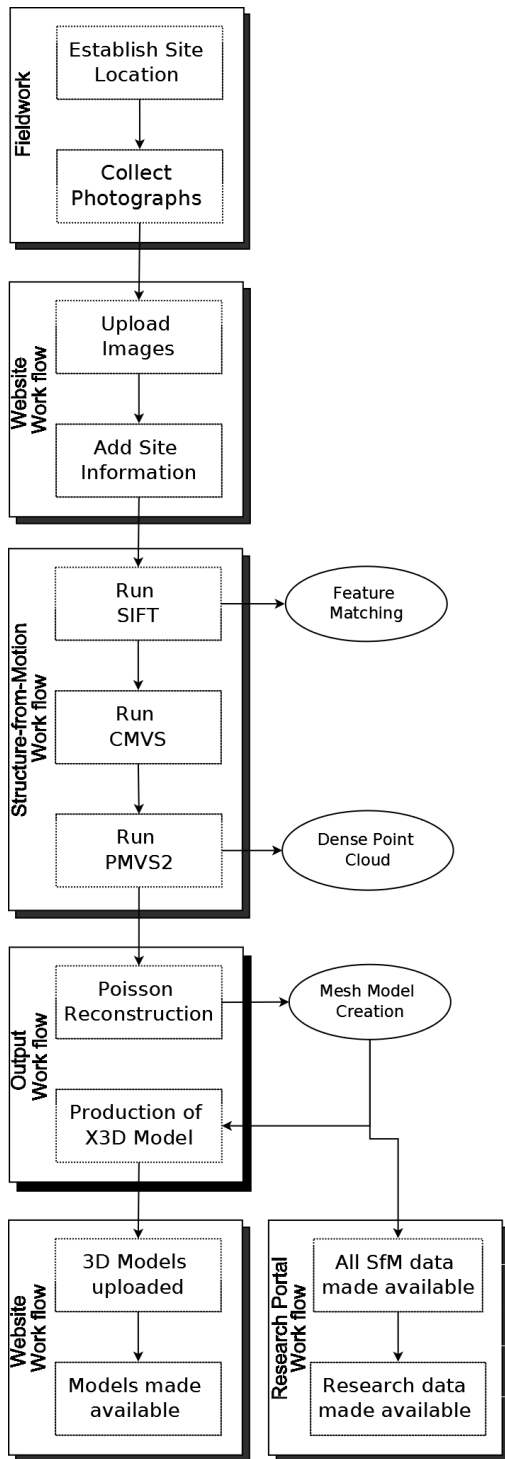 Fieldwork
Establish Site
Location
Collect
Photographs
Website
Work flow
Upload
Images
Add Site
Information
Structure-from-Motion
Work flow
Run
SIFT
Feature
Matching
Run
CMVS
Run
PMVS2
Dense Point
Cloud
Output
Work flow
Poisson
Reconstruction
Mesh Model
Creation
Production of
X3D Model
Website
Work flow
3D Models
uploaded
Models made
available
Research Portal
Work flow
All SfM data
made available
Research data
made available